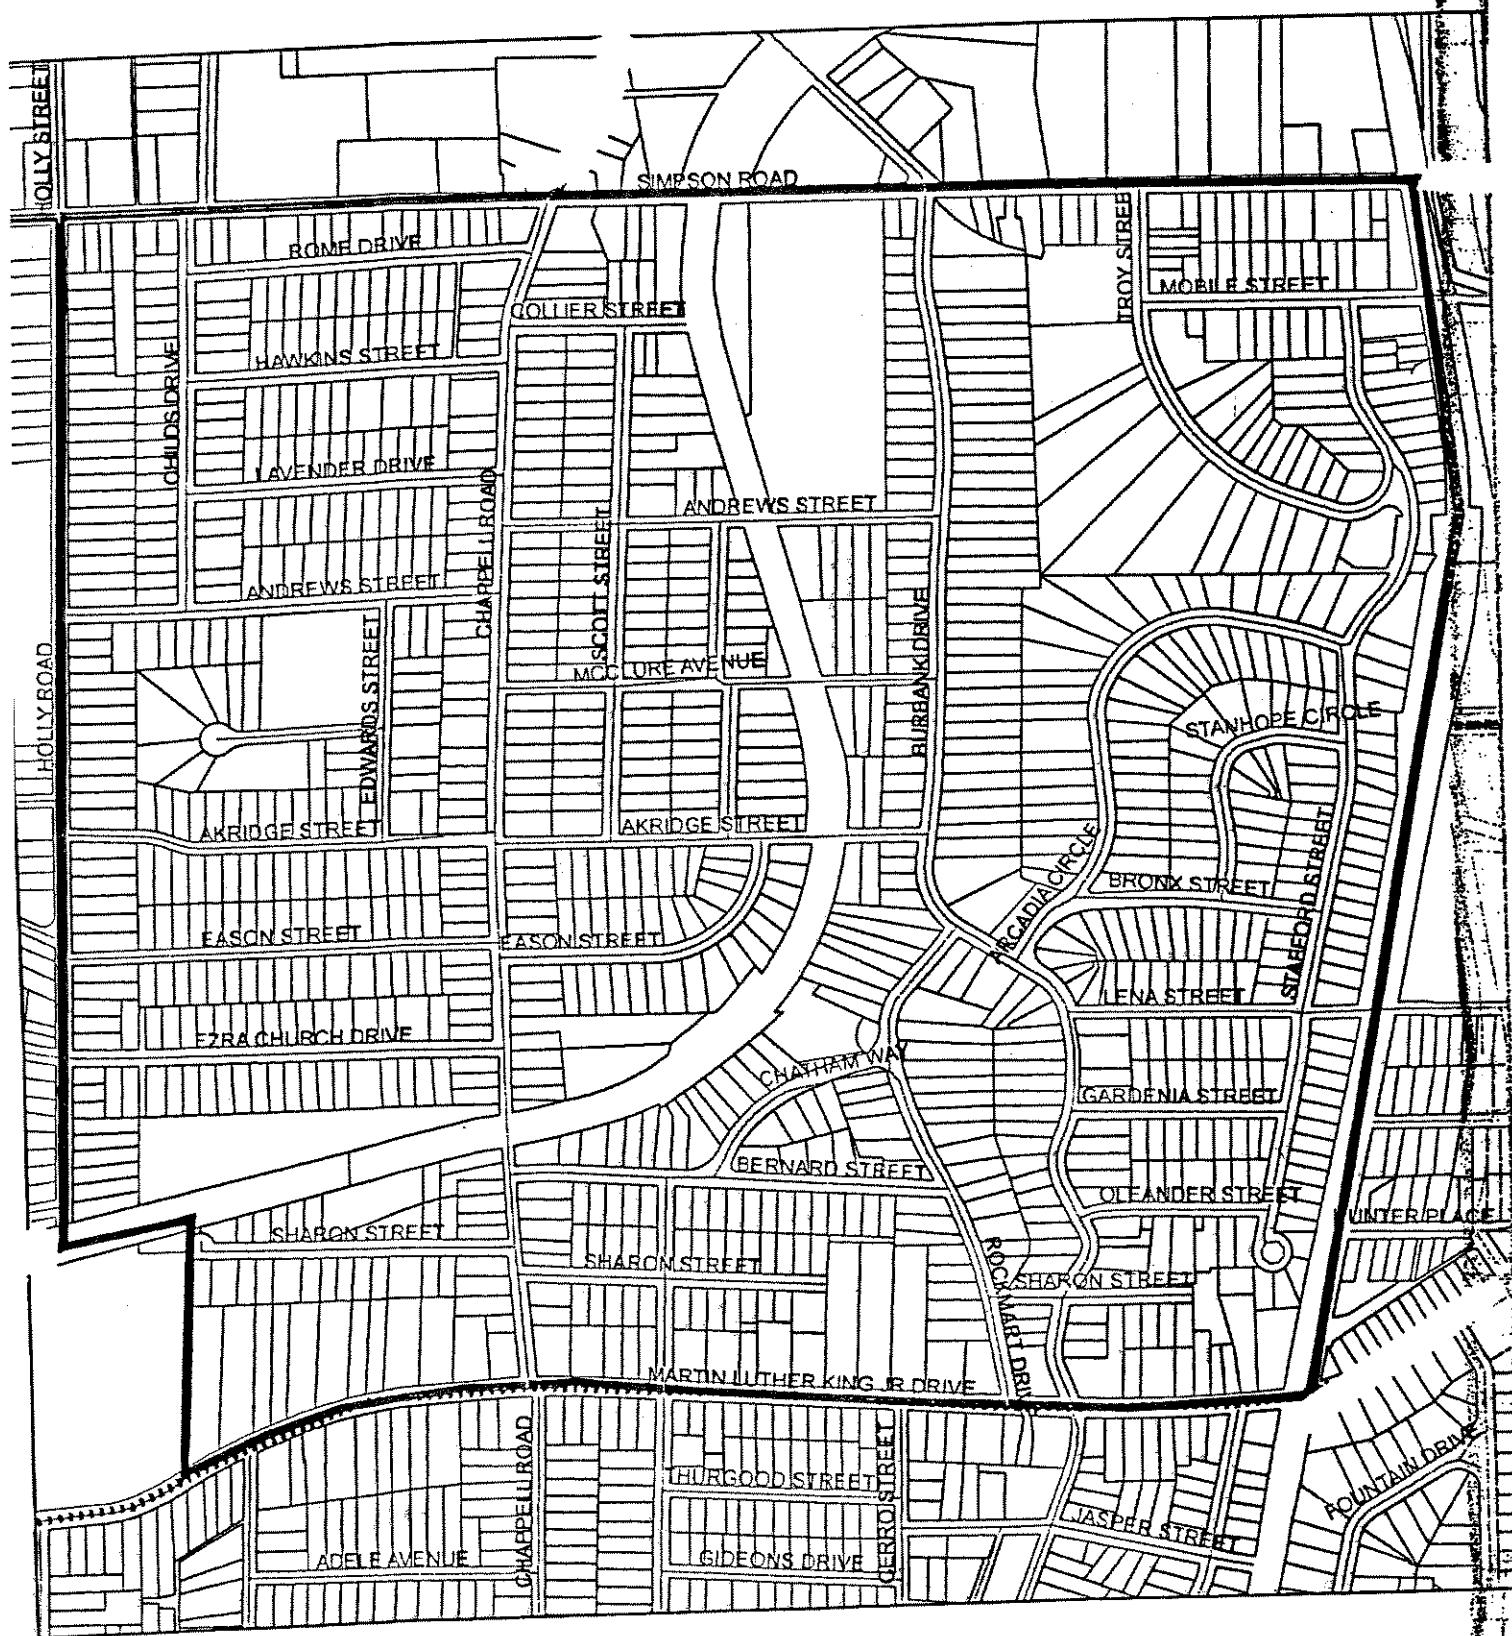 HOLLY STREET
SIMPSON ROAD
ROME DRIVE
TROY STREET
MOBILE STREET
COLLIER STREET
HAWKINS STREET
CHILDS DRIVE
LAVENDER DRIVE
CHAPPELL ROAD
ANDREWS STREET
SCOTT STREET
ANDREWS STREET
BURBANK DRIVE
EDWARDS STREET
HOLLY ROAD
MCCLURE AVENUE
STANHOPE CIRCLE
AKRIDGE STREET
AKRIDGE STREET
ARCADIA CIRCLE
STAFFORD STREET
BRONX STREET
EASON STREET
EASON STREET
LENA STREET
EZRA CHURCH DRIVE
CHATHAM WAY
GARDENIA STREET
BERNARD STREET
OLEANDER STREET
UNTER PLACE
SHARON STREET
SHARON STREET
ROCKMART DRIV
SHARON STREET
MARTIN LUTHER KING JR DRIVE
CHAPPELL ROAD
CERRO STREET
THURGOOD STREET
FOUNTAIN DRIVE
JASPER STREET
ADELE AVENUE
GIDEONS DRIVE